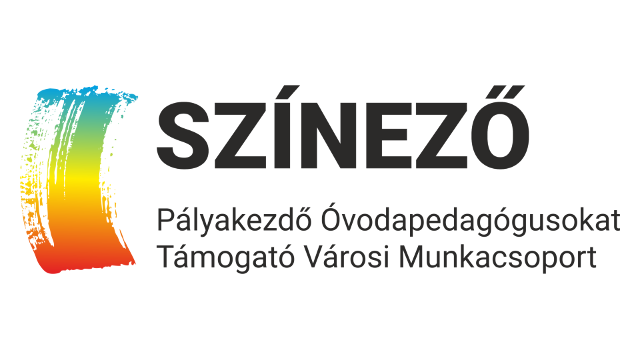 SZÍNEZŐ
Pályakezdő Óvodapedagógusokat
Támogató Városi Munkacsoport